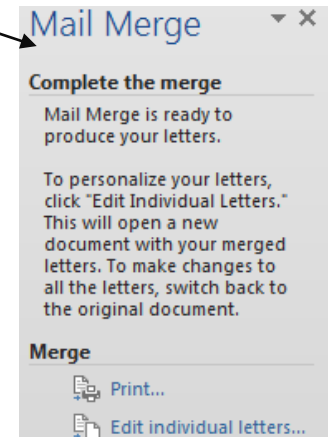 Mail Merge
Complete the merge
Mail Merge is ready to
produce your letters.
To personalize your letters,
click "Edit Individual Letters."
This will open a new
document with your merged
letters. To make changes to
all the letters, switch back to
the original document.
Merge
Print...
Edit individual letters...